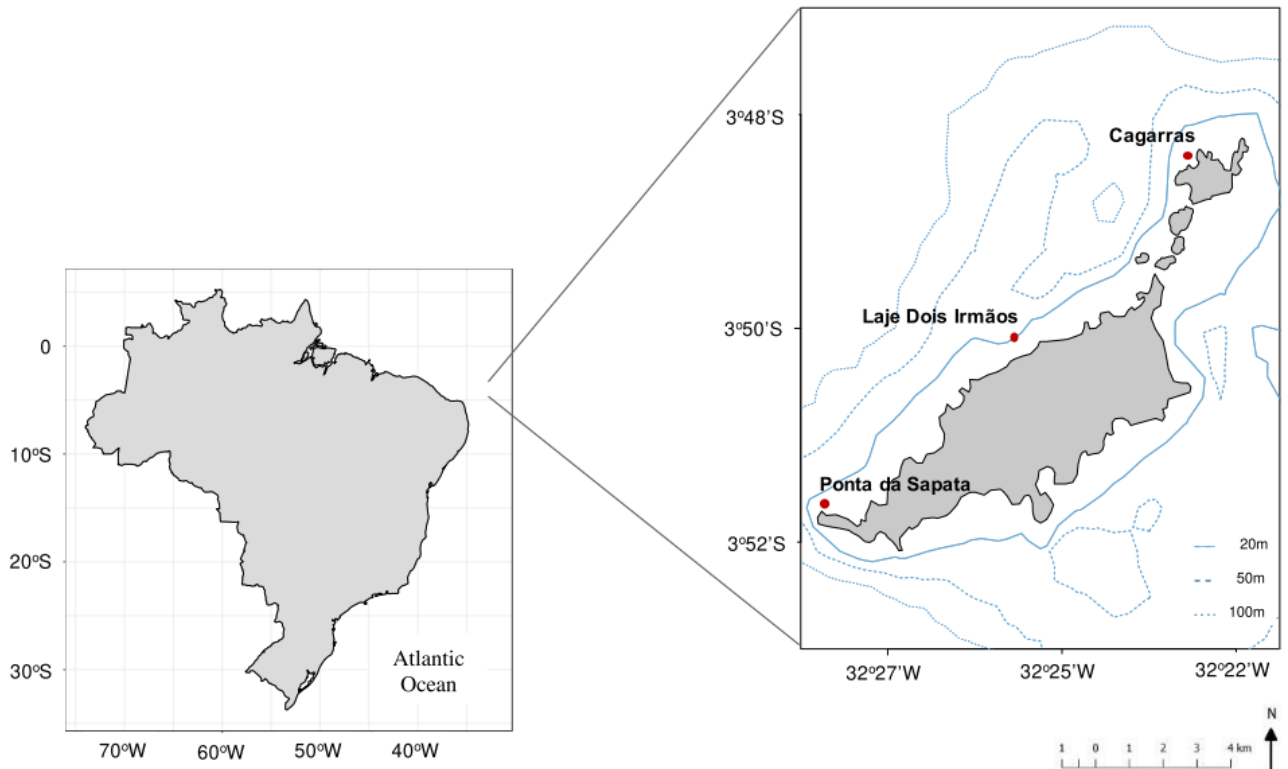 0
10ºS
20ºS
30ºS
70ºW
60ºW
50ºW
40ºW
Atlantic
Ocean
3º48'S
3º50'S
3º52'S
Cagarras
Laje Dois Irmãos
Ponta da Sapata
20m
50m
100m
32º27'W
32º25'W
32º22'W
N
1 0 1 2 3 4 km